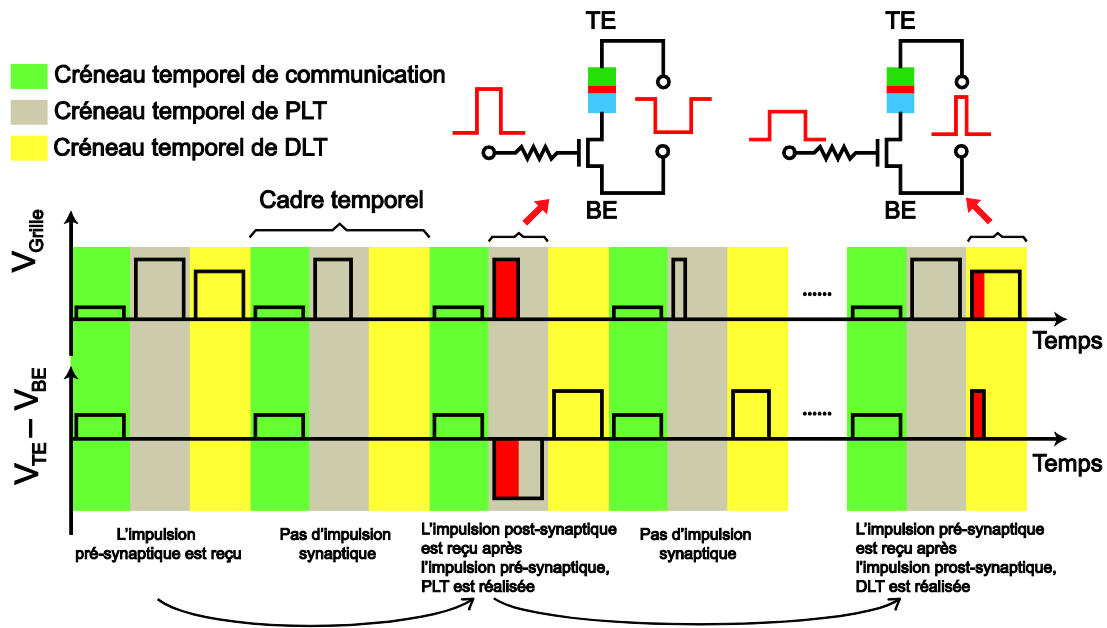 TE
TE
Créneau temporel de communication
Créneau temporel de PLT
Créneau temporel de DLT
Cadre temporel
BE
BE
VGrille
......
Temps
VTE – VBE
......
Temps
L'impulsion
pré-synaptique est reçu
Pas d'impulsion
synaptique
L'impulsion post-synaptique
est reçu après
l'impulsion pré-synaptique,
PLT est réalisée
Pas d'impulsion
synaptique
L'impulsion pré-synaptique
est reçu après
l'impulsion prost-synaptique,
DLT est réalisée